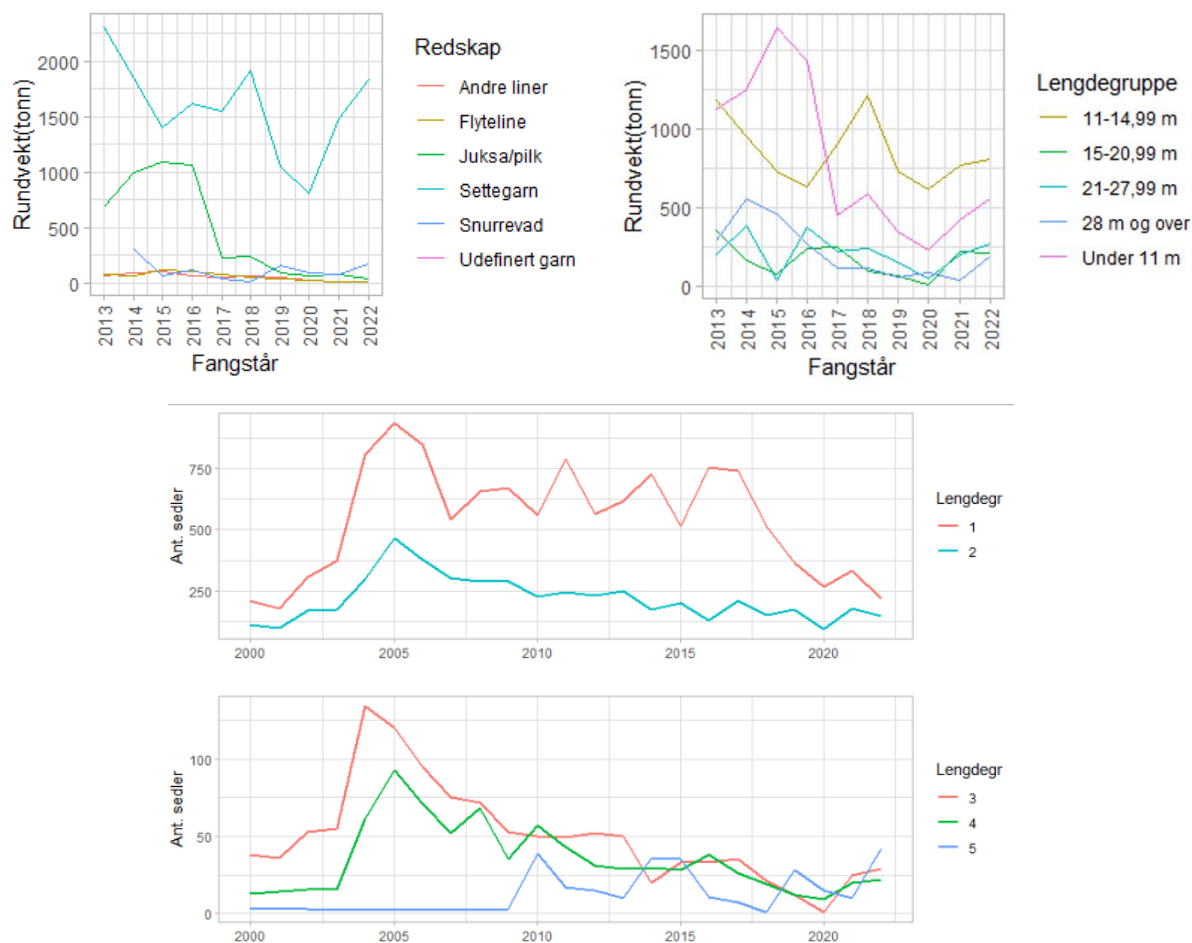 Rundvekt(tonn)
2000
1500
1000
500
0
2013
2014
2015
2016
2017
2018
2019
2020
2021
2022
Fangstår
Redskap
Andre liner
Flyteline
Juksa/pilk
Settegarn
Snurrevad
Udefinert garn
Rundvekt(tonn)
1500
1000
500
0
2013
2014
2015
2016
2017
2018
2019
2020
2021
2022
Fangstår
Lengdegruppe
11-14,99 m
15-20,99 m
21-27,99 m
28 m og over
Under 11 m
Ant. sedler
750
500
250
2000 2005 2010 2015 2020
Lengdegr
1
2
Ant. sedler
100
50
0
2000 2005 2010 2015 2020
Lengdegr
3
4
5